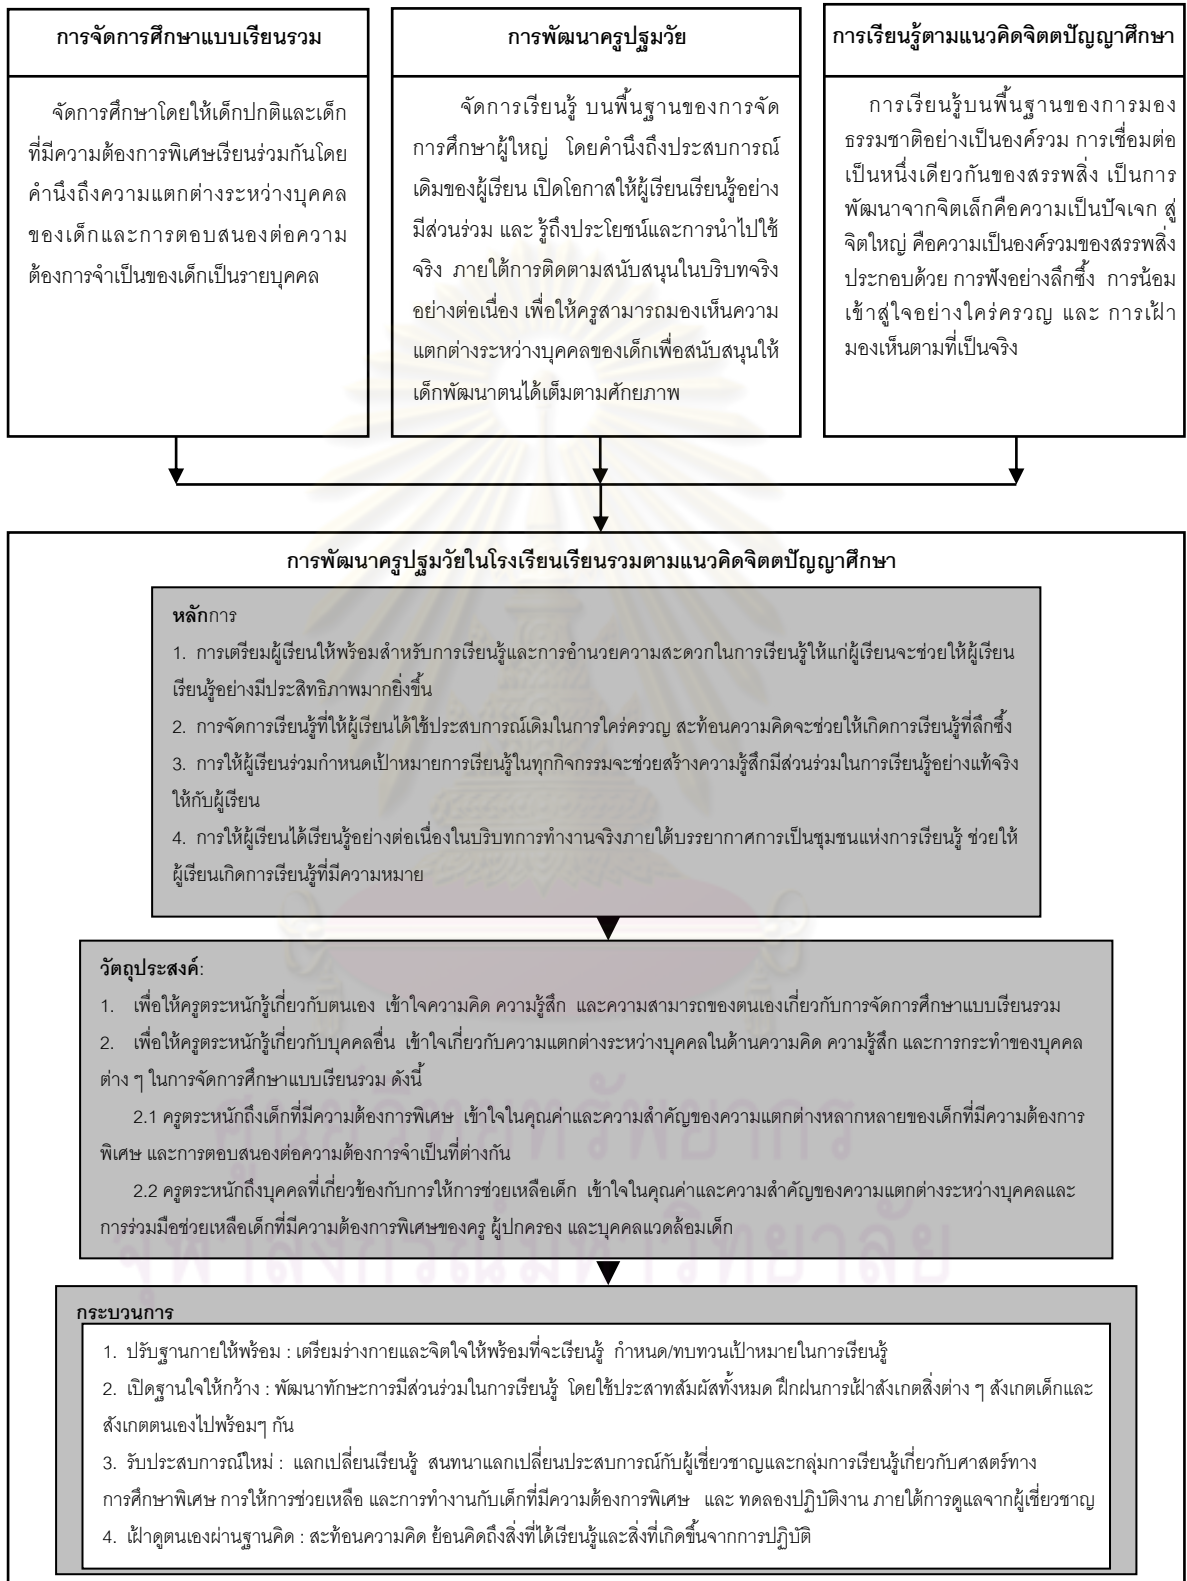 การจัดการศึกษาแบบเรียนรวม
จัดการศึกษาโดยให้เด็กปกติและเด็ก
ที่มีความต้องการพิเศษเรียนร่วมกันโดย
คำนึงถึงความแตกต่างระหว่างบุคคล
ของเด็กและการตอบสนองต่อความ
ต้องการจำเป็นของเด็กเป็นรายบุคคล
การพัฒนาครูปฐมวัย
จัดการเรียนรู้ บนพื้นฐานของการจัด
การศึกษาผู้ใหญ่ โดยคำนึงถึงประสบการณ์
เดิมของผู้เรียน เปิดโอกาสให้ผู้เรียนเรียนรู้อย่าง
มีส่วนร่วม และ รู้ถึงประโยชน์และการนำไปใช้
จริง ภายใต้การติดตามสนับสนุนในบริบทจริง
อย่างต่อเนื่อง เพื่อให้ครูสามารถมองเห็นความ
แตกต่างระหว่างบุคคลของเด็กเพื่อสนับสนุนให้
เด็กพัฒนาตนได้เต็มตามศักยภาพ
การเรียนรู้ตามแนวคิดจิตตปัญญาศึกษา
การเรียนรู้บนพื้นฐานของการมอง
ธรรมชาติอย่างเป็นองค์รวม การเชื่อมต่อ
เป็นหนึ่งเดียวกันของสรรพสิ่ง เป็นการ
พัฒนาจากจิตเล็กคือความเป็นปัจเจก สู่
จิตใหญ่ คือความเป็นองค์รวมของสรรพสิ่ง
ประกอบด้วย การฟังอย่างลึกซึ้ง การน้อม
เข้าสู่ใจอย่างใคร่ครวญ และ การเฝ้า
มองเห็นตามที่เป็นจริง
การพัฒนาครูปฐมวัยในโรงเรียนเรียนรวมตามแนวคิดจิตตปัญญาศึกษา
หลักการ
1. การเตรียมผู้เรียนให้พร้อมสำหรับการเรียนรู้และการอำนวยความสะดวกในการเรียนรู้ให้แก่ผู้เรียนจะช่วยให้ผู้เรียน
เรียนรู้อย่างมีประสิทธิภาพมากยิ่งขึ้น
2. การจัดการเรียนรู้ที่ให้ผู้เรียนได้ใช้ประสบการณ์เดิมในการใคร่ครวญ สะท้อนความคิดจะช่วยให้เกิดการเรียนรู้ที่ลึกซึ้ง
3. การให้ผู้เรียนร่วมกำหนดเป้าหมายการเรียนรู้ในทุกกิจกรรมจะช่วยสร้างความรู้สึกมีส่วนร่วมในการเรียนรู้อย่างแท้จริง
ให้กับผู้เรียน
4. การให้ผู้เรียนได้เรียนรู้อย่างต่อเนื่องในบริบทการทำงานจริงภายใต้บรรยากาศการเป็นชุมชนแห่งการเรียนรู้ ช่วยให้
ผู้เรียนเกิดการเรียนรู้ที่มีความหมาย
วัตถุประสงค์:
1. เพื่อให้ครูตระหนักรู้เกี่ยวกับตนเอง เข้าใจความคิด ความรู้สึก และความสามารถของตนเองเกี่ยวกับการจัดการศึกษาแบบเรียนรวม
2. เพื่อให้ครูตระหนักรู้เกี่ยวกับบุคคลอื่น เข้าใจเกี่ยวกับความแตกต่างระหว่างบุคคลในด้านความคิด ความรู้สึก และการกระทำของบุคคล
ต่าง ๆ ในการจัดการศึกษาแบบเรียนรวม ดังนี้
2.1 ครูตระหนักถึงเด็กที่มีความต้องการพิเศษ เข้าใจในคุณค่าและความสำคัญของความแตกต่างหลากหลายของเด็กที่มีความต้องการ
พิเศษ และการตอบสนองต่อความต้องการจำเป็นที่ต่างกัน
2.2 ครูตระหนักถึงบุคคลที่เกี่ยวข้องกับการให้การช่วยเหลือเด็ก เข้าใจในคุณค่าและความสำคัญของความแตกต่างระหว่างบุคคลและ
การร่วมมือช่วยเหลือเด็กที่มีความต้องการพิเศษของครู ผู้ปกครอง และบุคคลแวดล้อมเด็ก
ศูนย์วิทยทรัพยากร
จุฬาลงกรณ์มหาวิทยาลัย
กระบวนการ
1. ปรับฐานกายให้พร้อม : เตรียมร่างกายและจิตใจให้พร้อมที่จะเรียนรู้ กำหนด/ทบทวนเป้าหมายในการเรียนรู้
2. เปิดฐานใจให้กว้าง : พัฒนาทักษะการมีส่วนร่วมในการเรียนรู้ โดยใช้ประสาทสัมผัสทั้งหมด ฝึกฝนการเฝ้าสังเกตสิ่งต่าง ๆ สังเกตเด็กและ
สังเกตตนเองไปพร้อมๆ กัน
3. รับประสบการณ์ใหม่ : แลกเปลี่ยนเรียนรู้ สนทนาแลกเปลี่ยนประสบการณ์กับผู้เชี่ยวชาญและกลุ่มการเรียนรู้เกี่ยวกับศาสตร์ทาง
การศึกษาพิเศษ การให้การช่วยเหลือ และการทำงานกับเด็กที่มีความต้องการพิเศษ และ ทดลองปฏิบัติงาน ภายใต้การดูแลจากผู้เชี่ยวชาญ
4. เฝ้าดูตนเองผ่านฐานคิด : สะท้อนความคิด ย้อนคิดถึงสิ่งที่ได้เรียนรู้และสิ่งที่เกิดขึ้นจากการปฏิบัติ